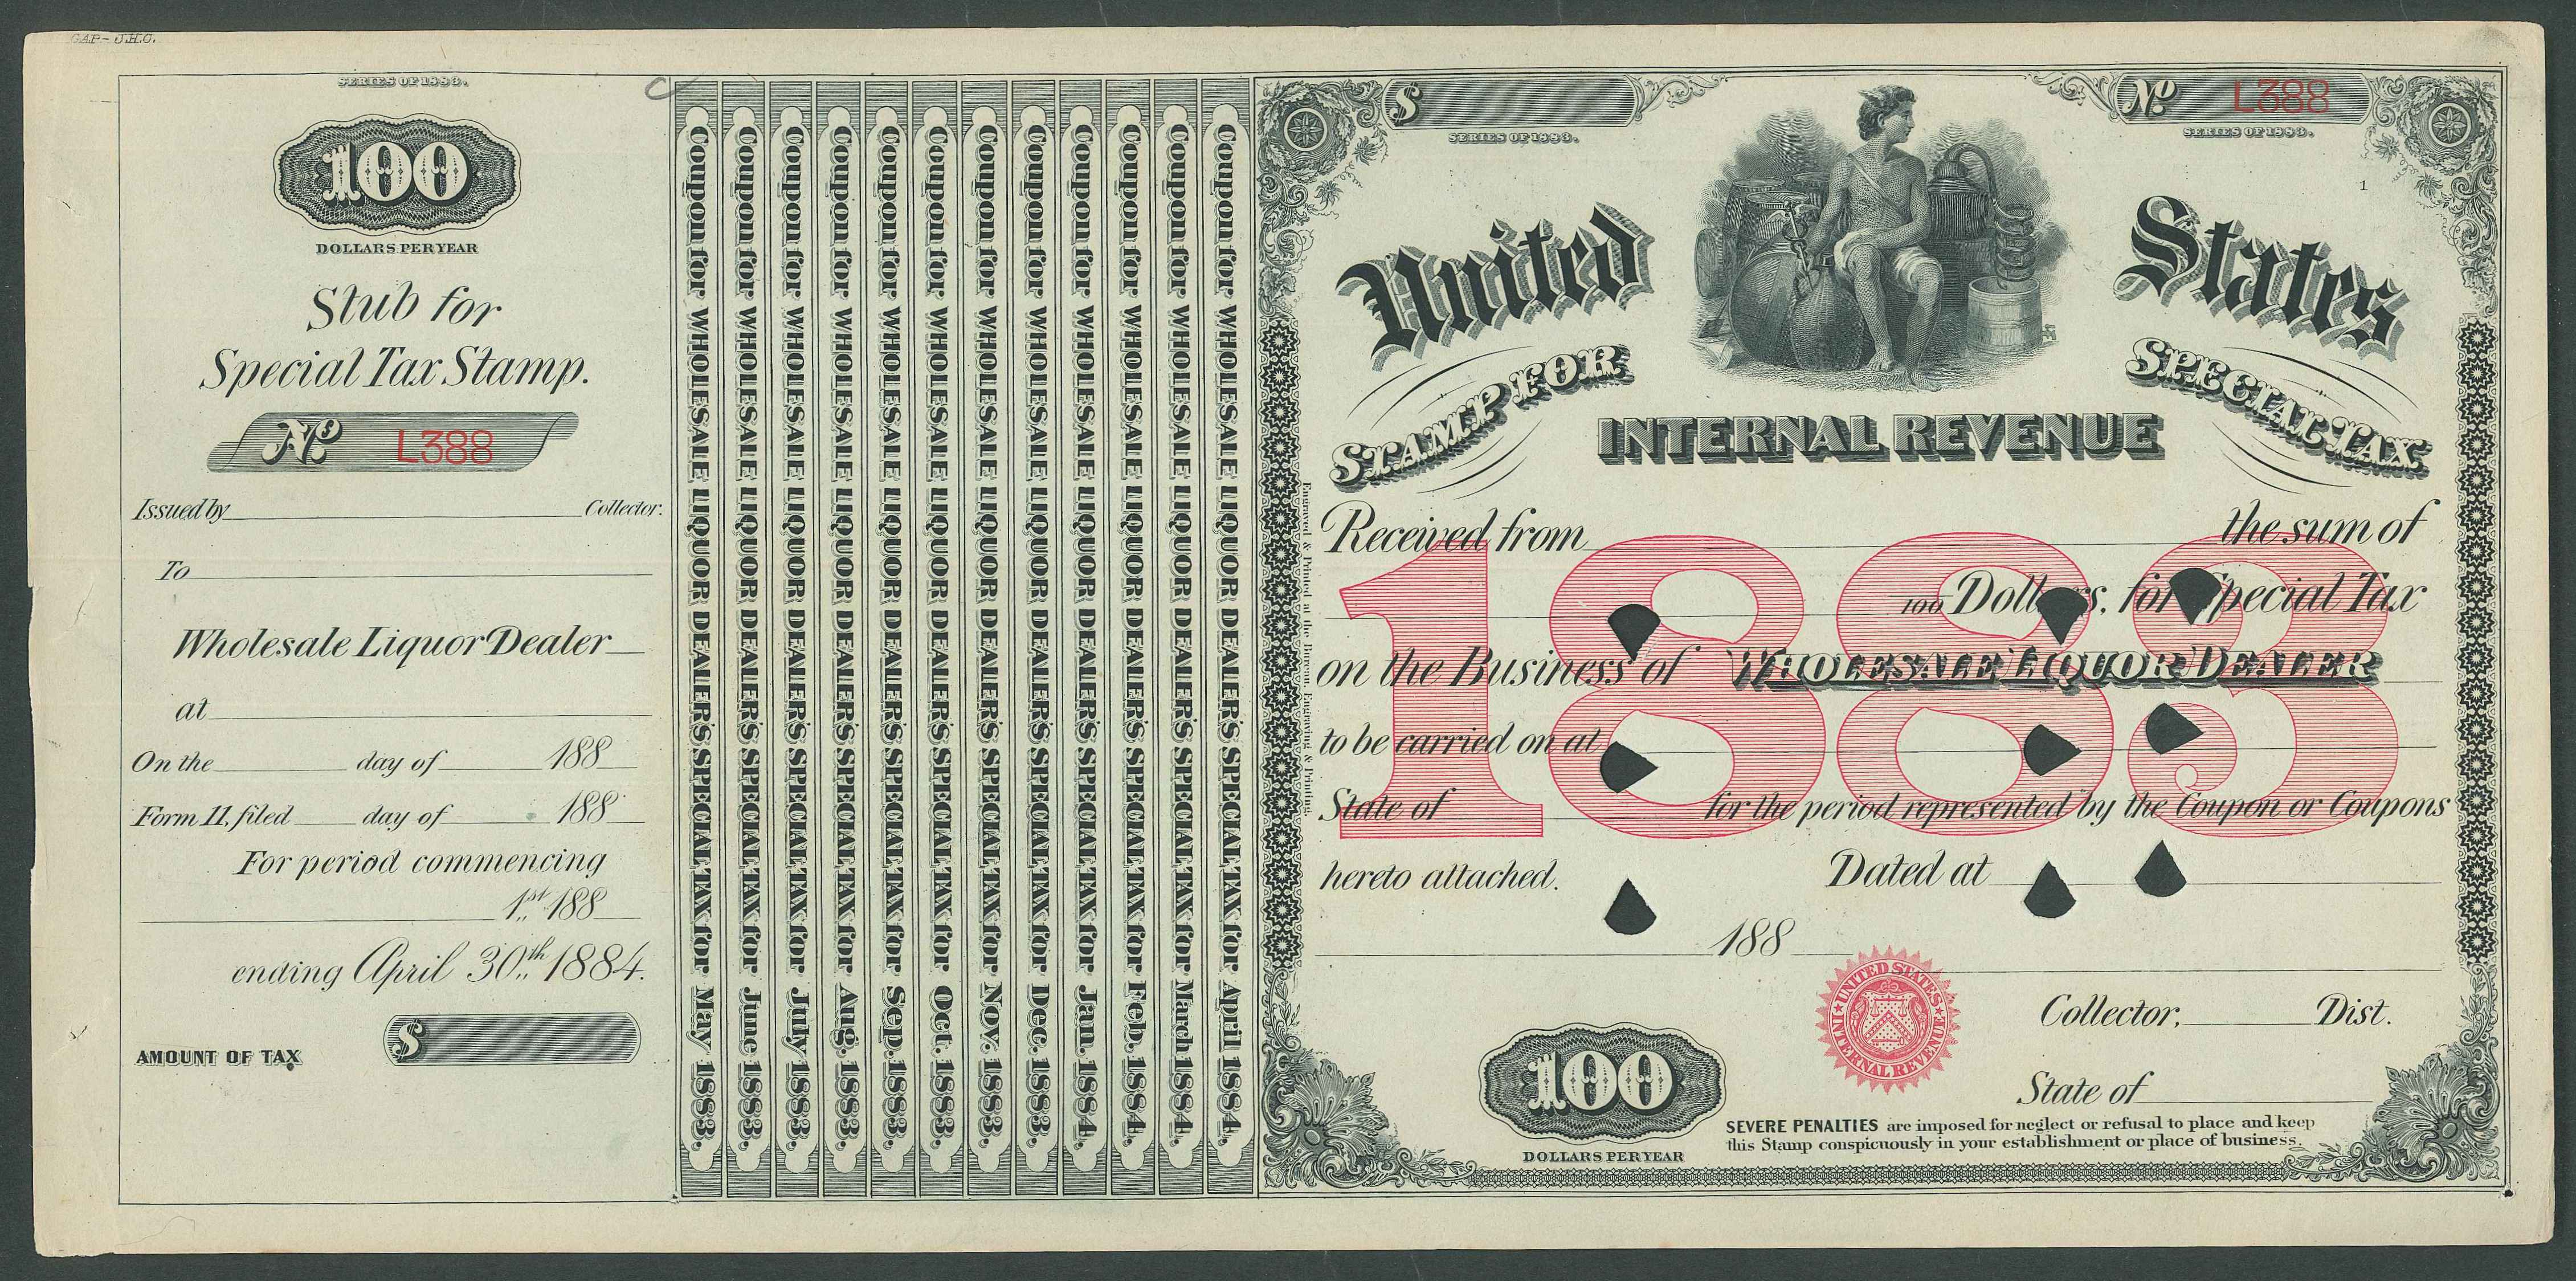 GAP-J.H.C.
SERIES OF 1883.
100
DOLLARS PER YEAR
Stub for
Special Tax Stamp.
No. L388
Issued by Collector.
To
Wholesale Liquor Dealer
at
On the day of 188
Form 11, filed day of 188
For period commencing
1st 188
ending April 30th 1884.
AMOUNT OF TAX $
Coupon for WHOLESALE LIQUOR DEALER'S SPECIAL TAX for May 1883.
Coupon for WHOLESALE LIQUOR DEALER'S SPECIAL TAX for June 1883.
Coupon for WHOLESALE LIQUOR DEALER'S SPECIAL TAX for July 1883.
Coupon for WHOLESALE LIQUOR DEALER'S SPECIAL TAX for Aug. 1883.
Coupon for WHOLESALE LIQUOR DEALER'S SPECIAL TAX for Sep. 1883.
Coupon for WHOLESALE LIQUOR DEALER'S SPECIAL TAX for Oct. 1883.
Coupon for WHOLESALE LIQUOR DEALER'S SPECIAL TAX for Nov. 1883.
Coupon for WHOLESALE LIQUOR DEALER'S SPECIAL TAX for Dec. 1883.
Coupon for WHOLESALE LIQUOR DEALER'S SPECIAL TAX for Jan. 1884.
Coupon for WHOLESALE LIQUOR DEALER'S SPECIAL TAX for Feb. 1884.
Coupon for WHOLESALE LIQUOR DEALER'S SPECIAL TAX for March 1884.
Coupon for WHOLESALE LIQUOR DEALER'S SPECIAL TAX for April 1884.
Engraved & Printed at the Bureau, Engraving & Printing.
$
SERIES OF 1883.
No. L388
SERIES OF 1883.
1
United States
STAMP FOR SPECIAL TAX
INTERNAL REVENUE
1883
Received from the sum of
100 Dollars, for Special Tax
on the Business of WHOLESALE LIQUOR DEALER
to be carried on at
State of for the period represented by the Coupon or Coupons
hereto attached. Dated at
188
UNITED STATES INTERNAL REVENUE
Collector, Dist.
State of
100
DOLLARS PER YEAR
SEVERE PENALTIES are imposed for neglect or refusal to place and keep
this Stamp conspicuously in your establishment or place of business.